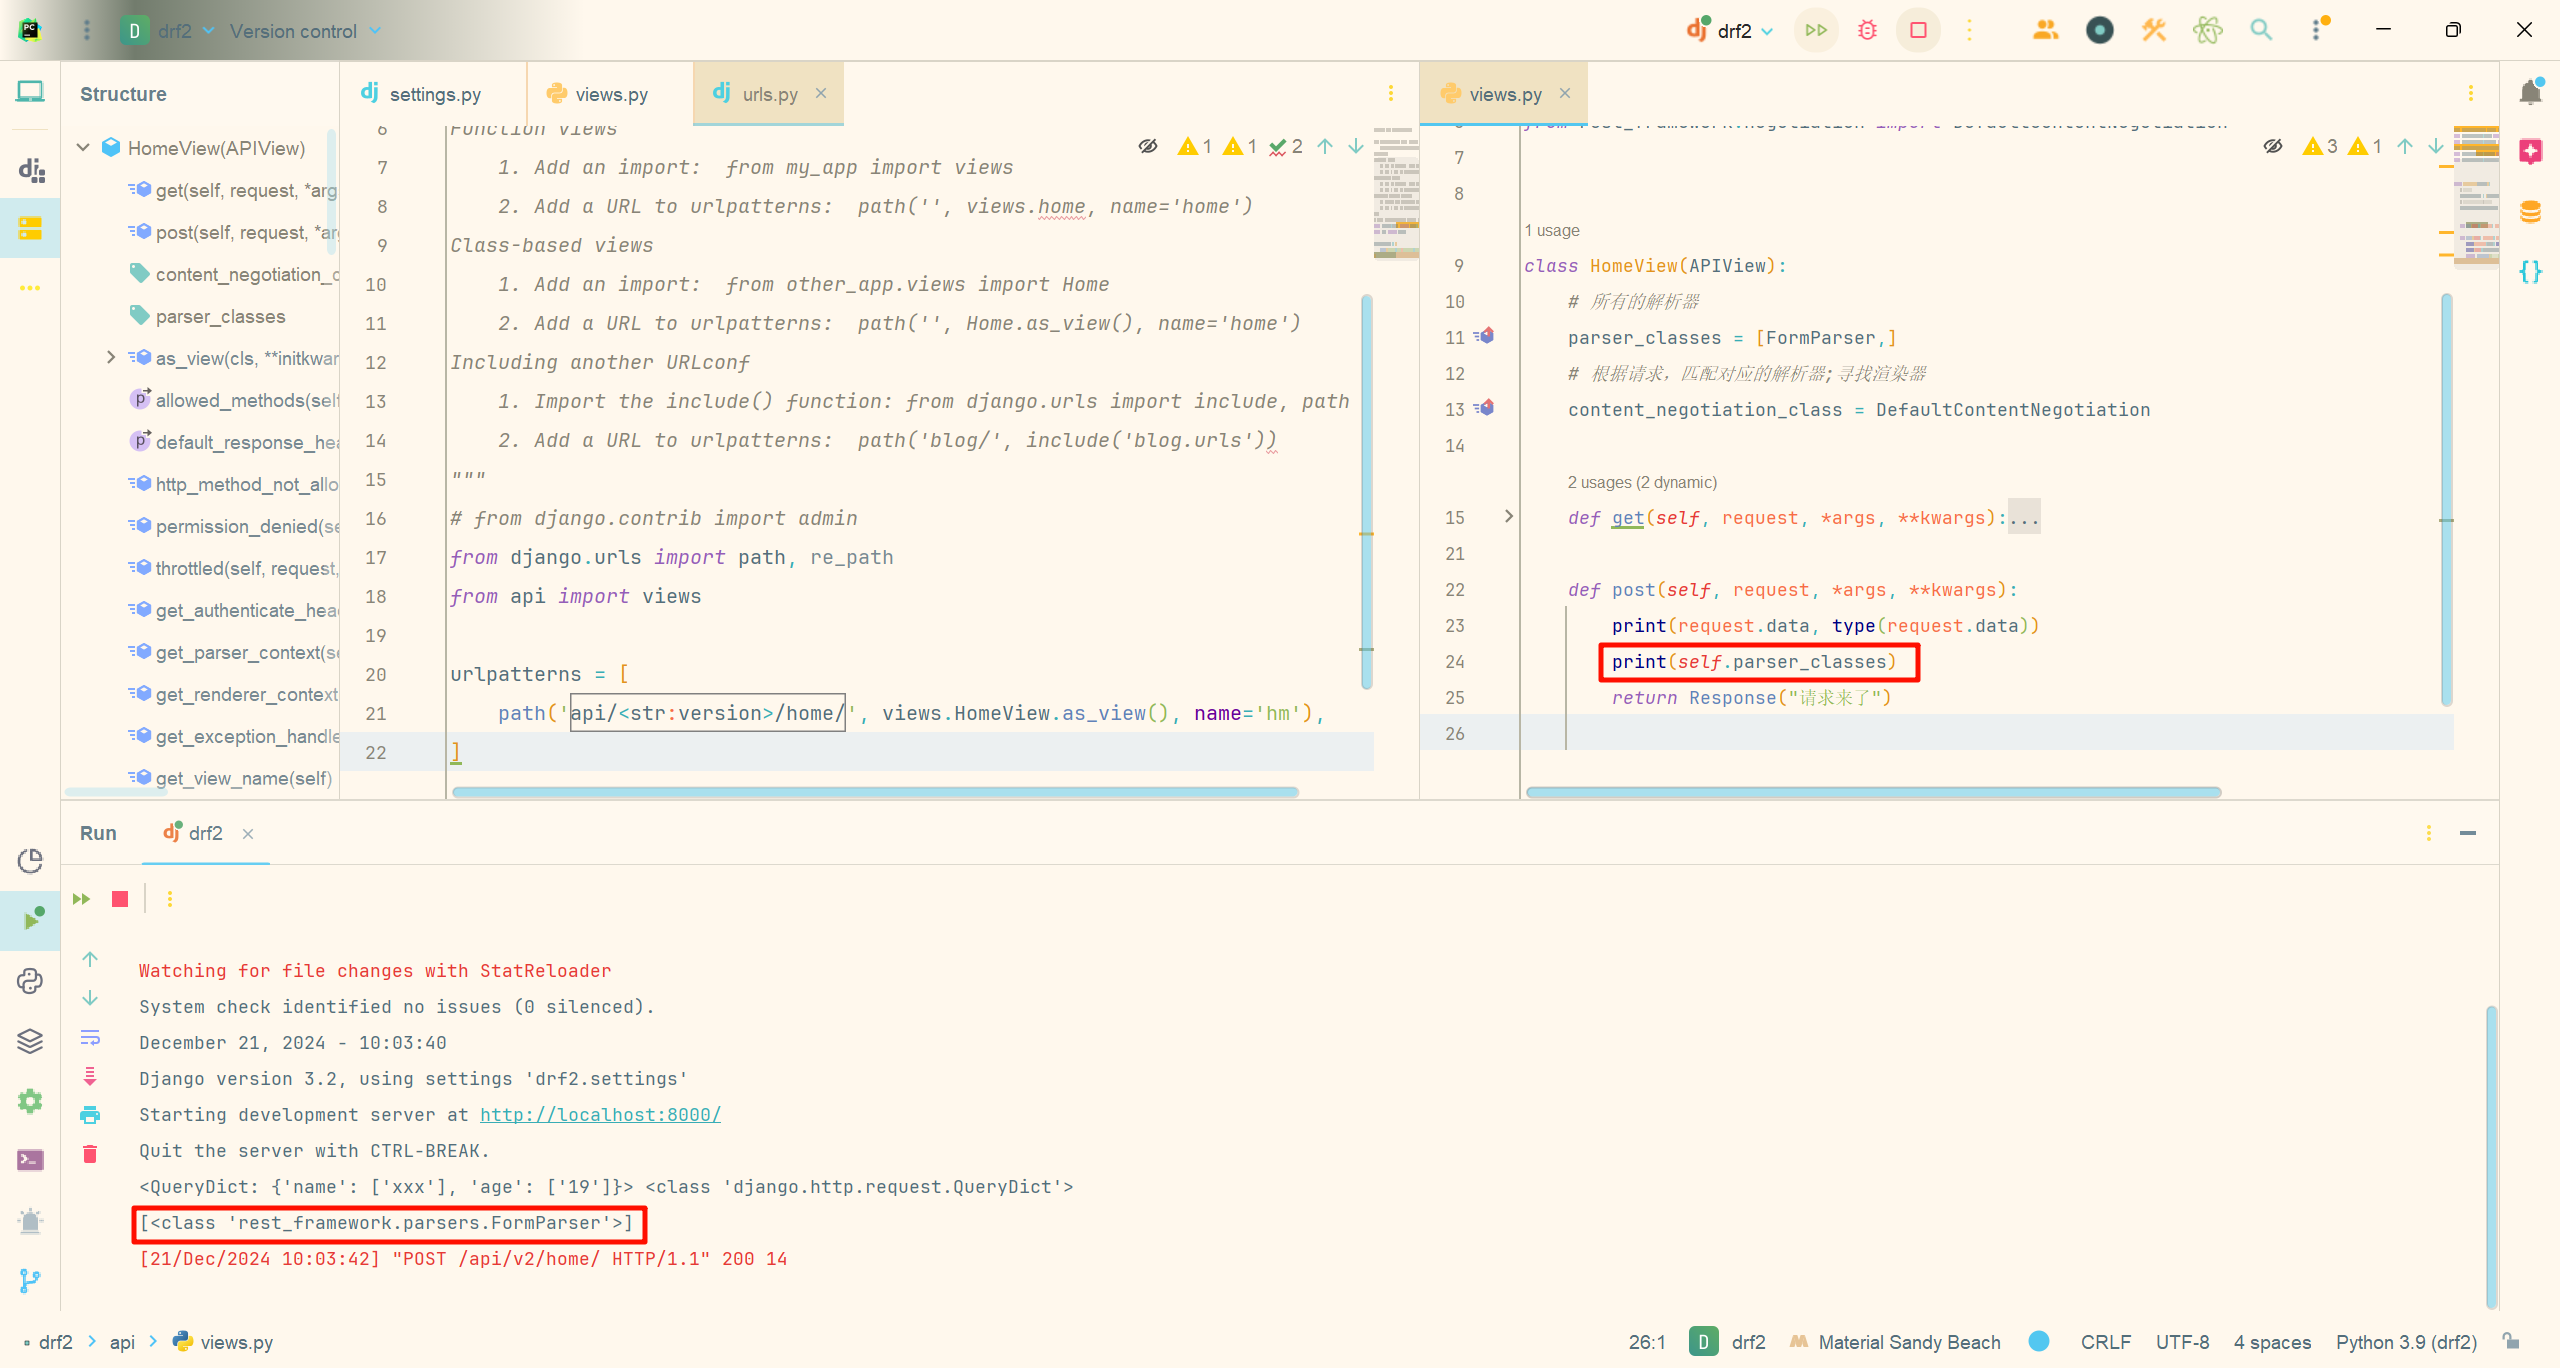 PC
D drf2 Version control
drf2
Structure
HomeView(APIView)
get(self, request, *arg
post(self, request, *ar
content_negotiation_c
parser_classes
as_view(cls, **initkwar
allowed_methods(self
default_response_hea
http_method_not_allo
permission_denied(se
throttled(self, request,
get_authenticate_hea
get_parser_context(se
get_renderer_context
get_exception_handle
get_view_name(self)
settings.py
views.py
urls.py
1 1 2
6 Function views
7 1. Add an import:  from my_app import views
8 2. Add a URL to urlpatterns:  path('', views.home, name='home')
9 Class-based views
10 1. Add an import:  from other_app.views import Home
11 2. Add a URL to urlpatterns:  path('', Home.as_view(), name='home')
12 Including another URLconf
13 1. Import the include() function: from django.urls import include, path
14 2. Add a URL to urlpatterns:  path('blog/', include('blog.urls'))
15 """
16 # from django.contrib import admin
17 from django.urls import path, re_path
18 from api import views
19
20 urlpatterns = [
21 path('api/<str:version>/home/', views.HomeView.as_view(), name='hm'),
22 ]
views.py
3 1
from rest_framework.negotiation import DefaultContentNegotiation
7
8
1 usage
9 class HomeView(APIView):
10 # 所有的解析器
11 parser_classes = [FormParser,]
12 # 根据请求，匹配对应的解析器;寻找渲染器
13 content_negotiation_class = DefaultContentNegotiation
14
2 usages (2 dynamic)
15 def get(self, request, *args, **kwargs):...
21
22 def post(self, request, *args, **kwargs):
23 print(request.data, type(request.data))
24 print(self.parser_classes)
25 return Response("请求来了")
26
Run drf2
Watching for file changes with StatReloader
System check identified no issues (0 silenced).
December 21, 2024 - 10:03:40
Django version 3.2, using settings 'drf2.settings'
Starting development server at http://localhost:8000/
Quit the server with CTRL-BREAK.
<QueryDict: {'name': ['xxx'], 'age': ['19']}> <class 'django.http.request.QueryDict'>
[<class 'rest_framework.parsers.FormParser'>]
[21/Dec/2024 10:03:42] "POST /api/v2/home/ HTTP/1.1" 200 14
drf2 api views.py
26:1 D drf2 Material Sandy Beach CRLF UTF-8 4 spaces Python 3.9 (drf2)